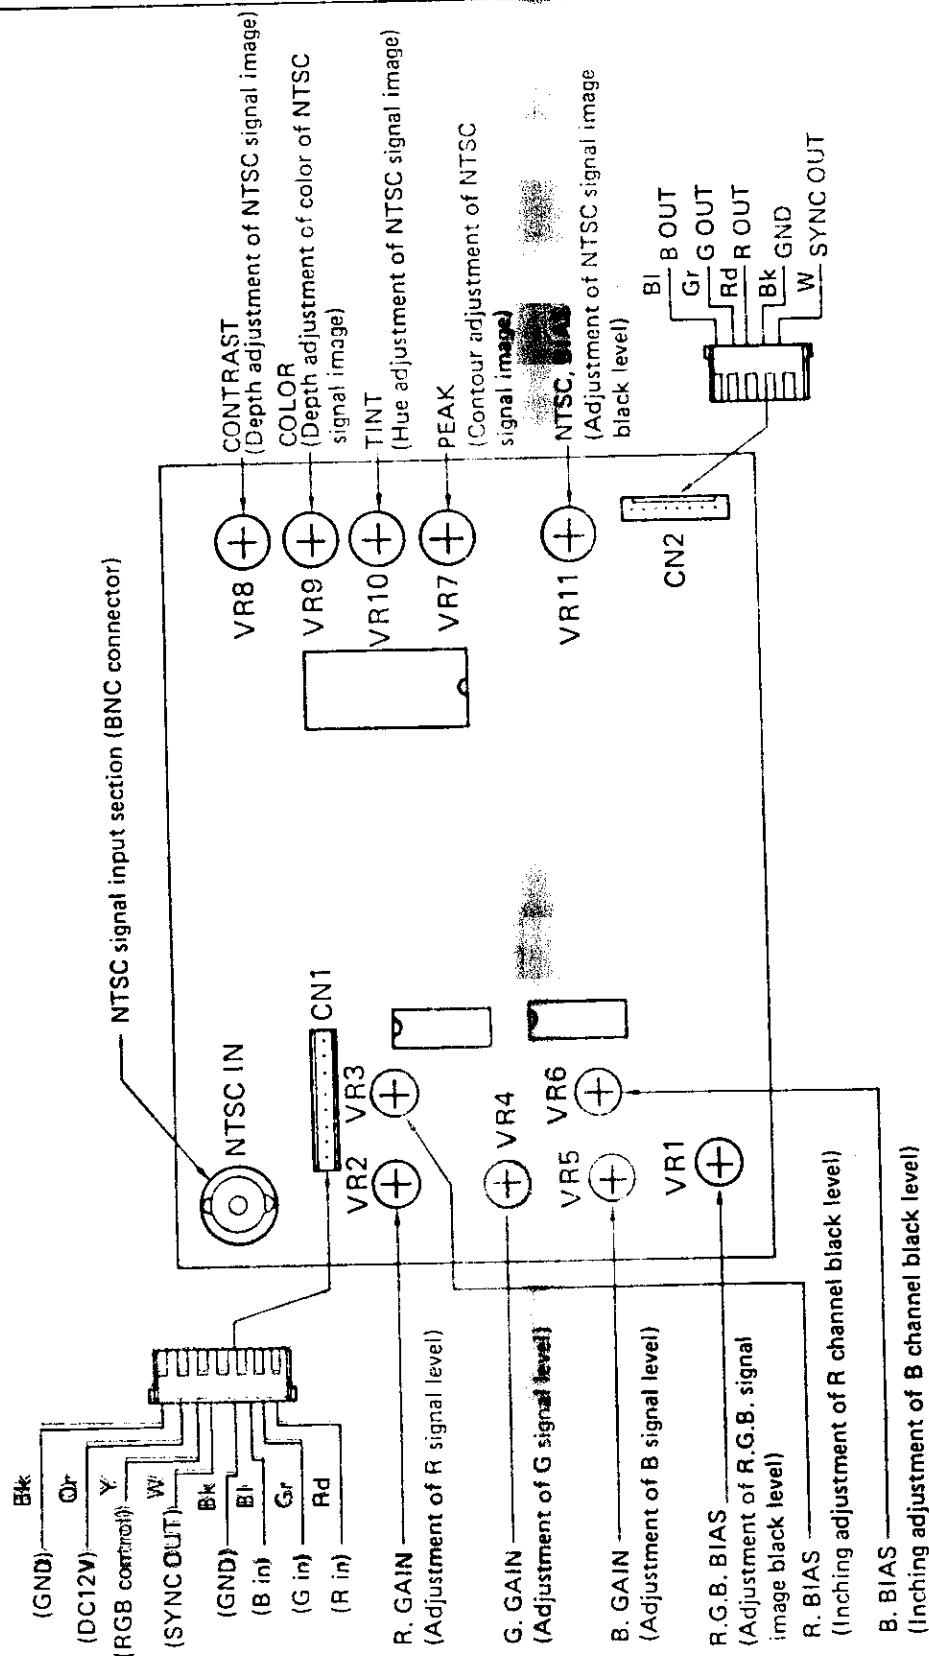 NTSC signal input section (BNC connector)
CONTRAST
(Depth adjustment of NTSC signal image)
COLOR
(Depth adjustment of color of NTSC
signal image)
TINT
(Hue adjustment of NTSC signal image)
PEAK
(Contour adjustment of NTSC
signal image)
NTSC, BIAS
(Adjustment of NTSC signal image
black level)
VR8
VR9
VR10
VR7
VR11
CN2
Bl
B OUT
Gr
G OUT
Rd
R OUT
Bk
GND
W
SYNC OUT
NTSC IN
CN1
VR2
VR3
VR4
VR5
VR6
VR1
Bk
(GND)
Or
(DC12V)
Y
(RGB control)
W
(SYNC OUT)
Bk
(GND)
Bl
(B in)
Gr
(G in)
Rd
(R in)
R. GAIN
(Adjustment of R signal level)
G. GAIN
(Adjustment of G signal level)
B. GAIN
(Adjustment of B signal level)
R.G.B. BIAS
(Adjustment of R.G.B. signal
image black level)
R. BIAS
(Inching adjustment of R channel black level)
B. BIAS
(Inching adjustment of B channel black level)